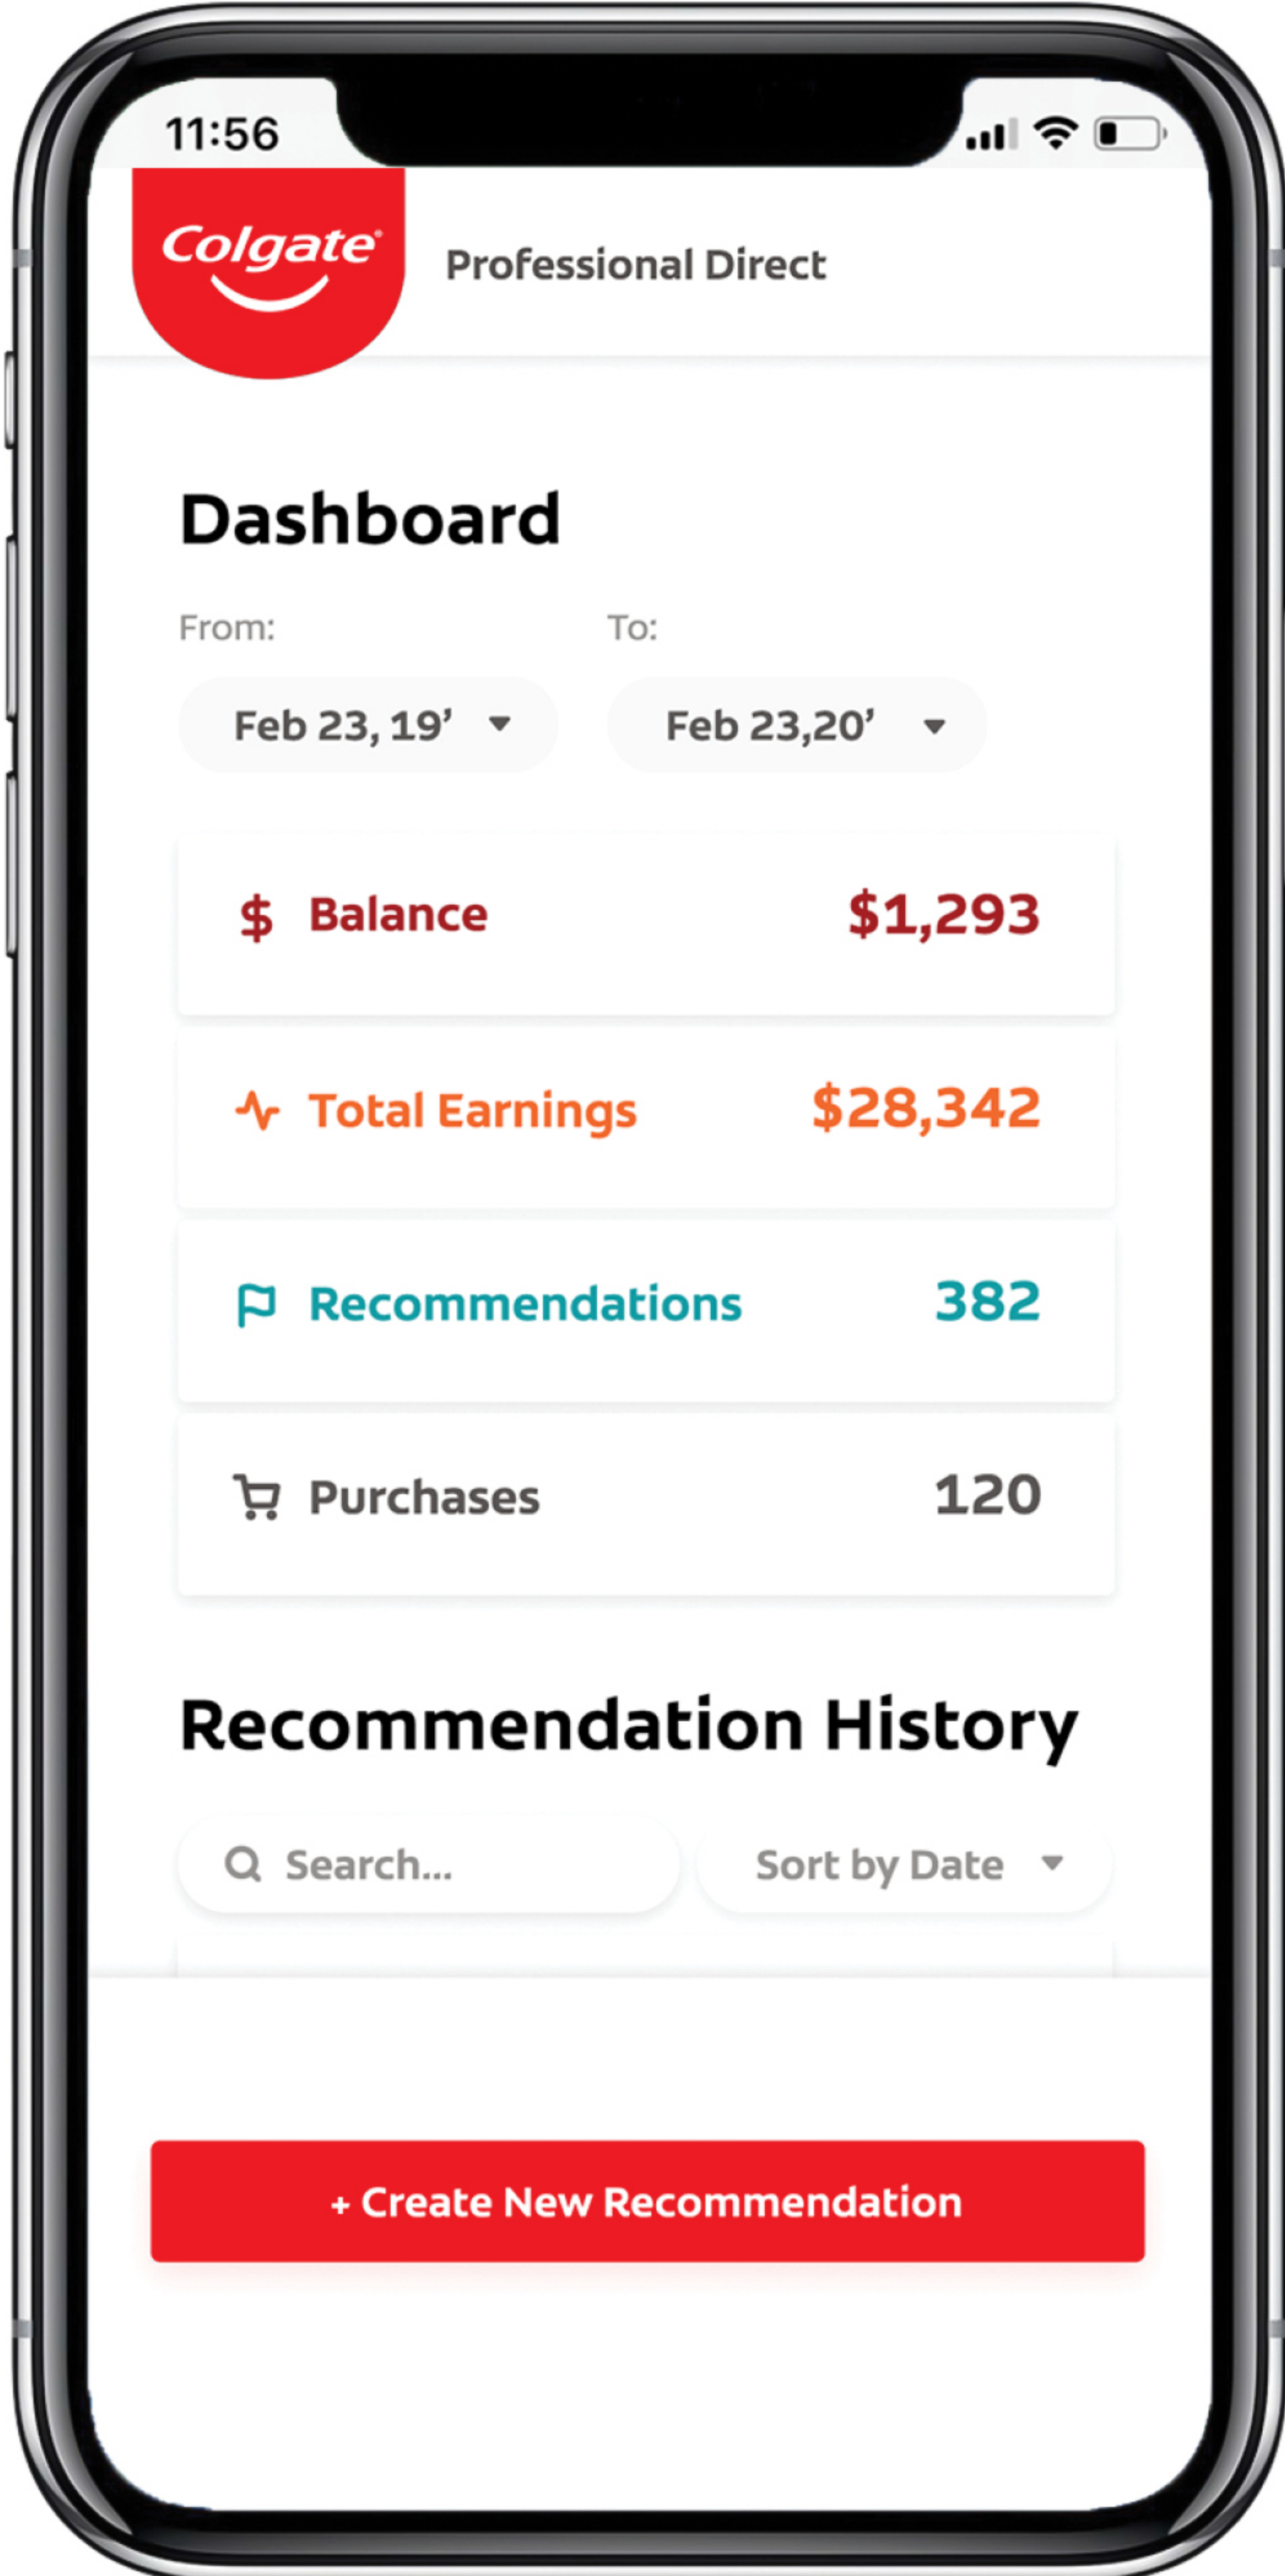 11:56
Colgate®
Professional Direct
Dashboard
From: To:
Feb 23, 19’ Feb 23,20’
$ Balance $1,293
Total Earnings $28,342
Recommendations 382
Purchases 120
Recommendation History
Search... Sort by Date
+ Create New Recommendation